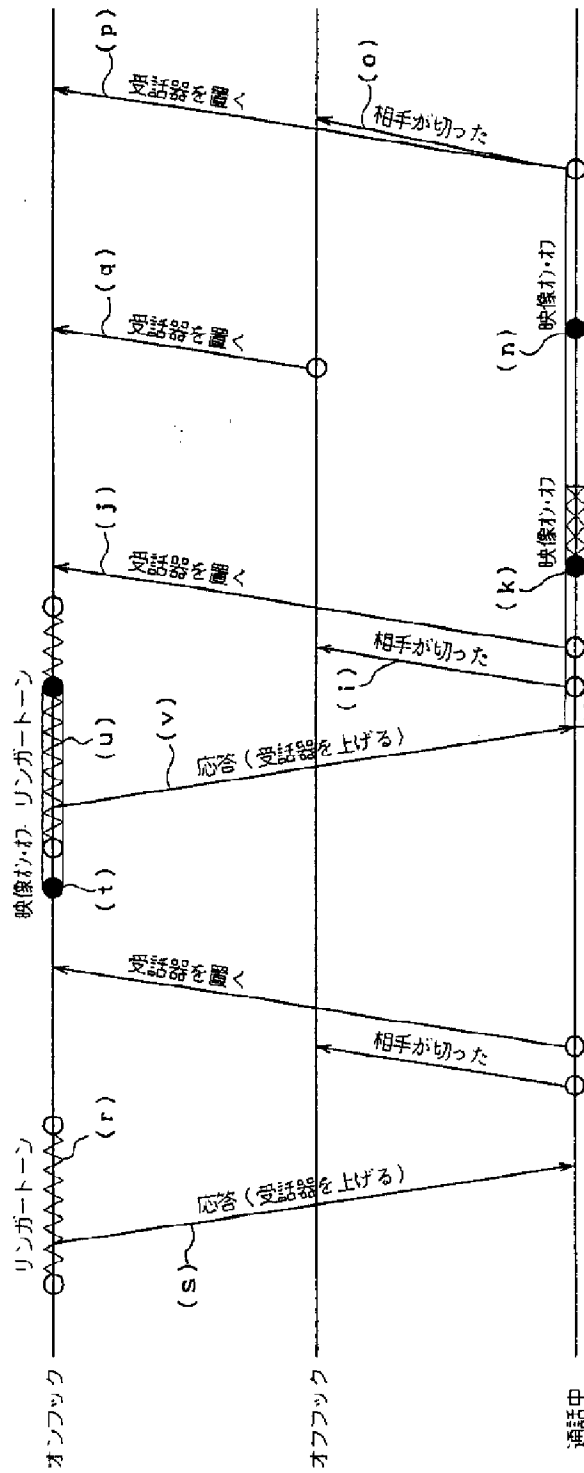 オンフック
オフフック
通話中
リンガートーン
(r)
(s)
応答(受話器を上げる)
相手が切った
受話器を置く
映像オン・オフ
リンガートーン
(t)
(u)
(v)
応答(受話器を上げる)
相手が切った
(i)
受話器を置く
(j)
映像オン・オフ
(k)
受話器を置く
(q)
映像オン・オフ
(n)
相手が切った
(o)
受話器を置く
(p)